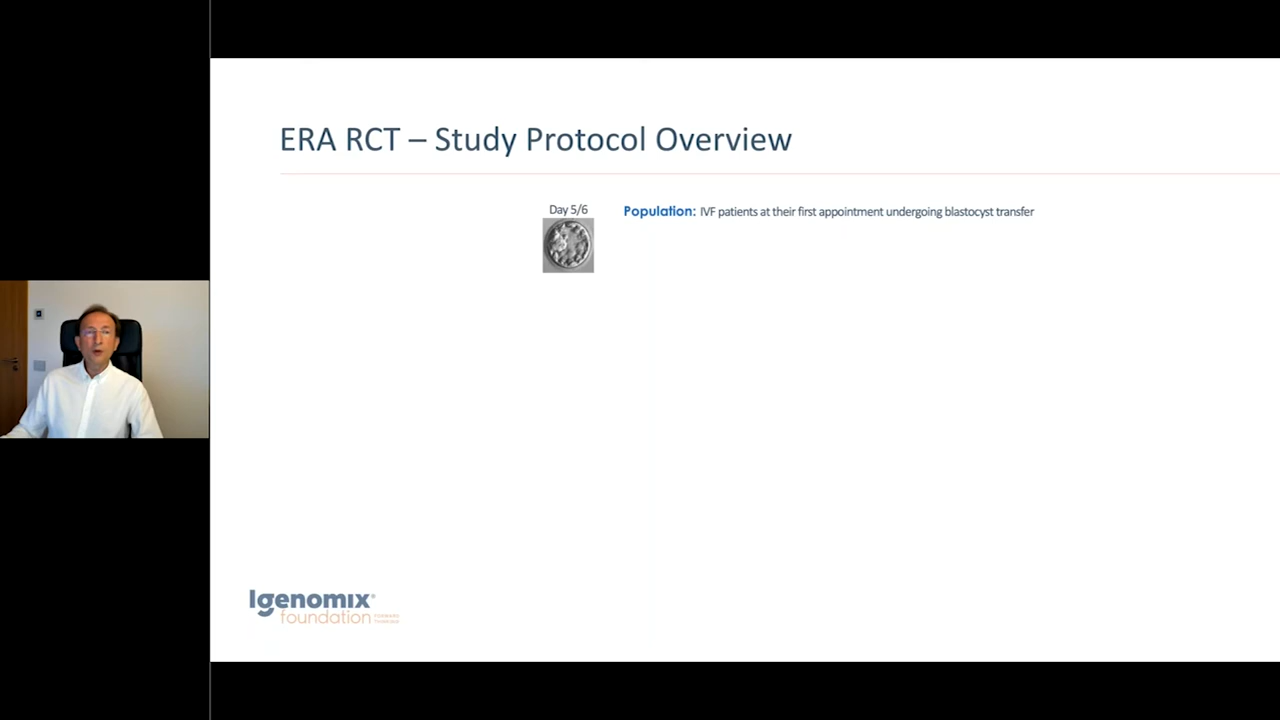 ERA RCT – Study Protocol Overview
Day 5/6
Population: IVF patients at their first appointment undergoing blastocyst transfer
Igenomix®
foundation